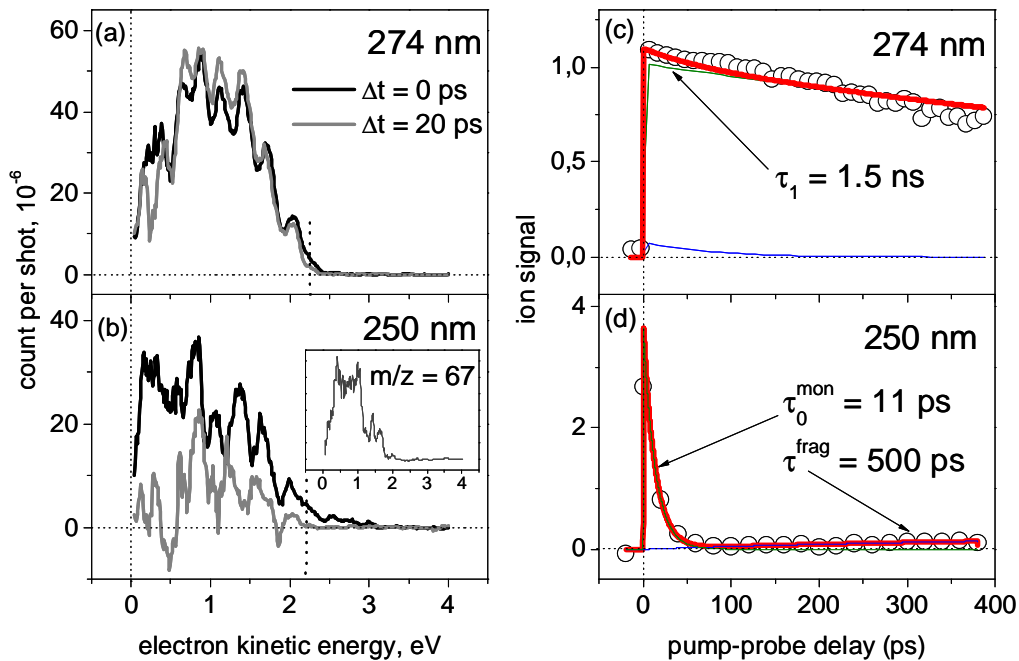 (a)
274 nm
Δt = 0 ps
Δt = 20 ps
60
40
20
0
count per shot, 10⁻⁶
(b)
250 nm
m/z = 67
0 1 2 3 4
40
20
0
0 1 2 3 4
electron kinetic energy, eV
(c)
274 nm
τ₁ = 1.5 ns
1,0
0,5
0,0
ion signal
(d)
250 nm
τ₀ᵐᵒⁿ = 11 ps
τᶠʳᵃᵍ = 500 ps
4
2
0
0 100 200 300 400
pump-probe delay (ps)